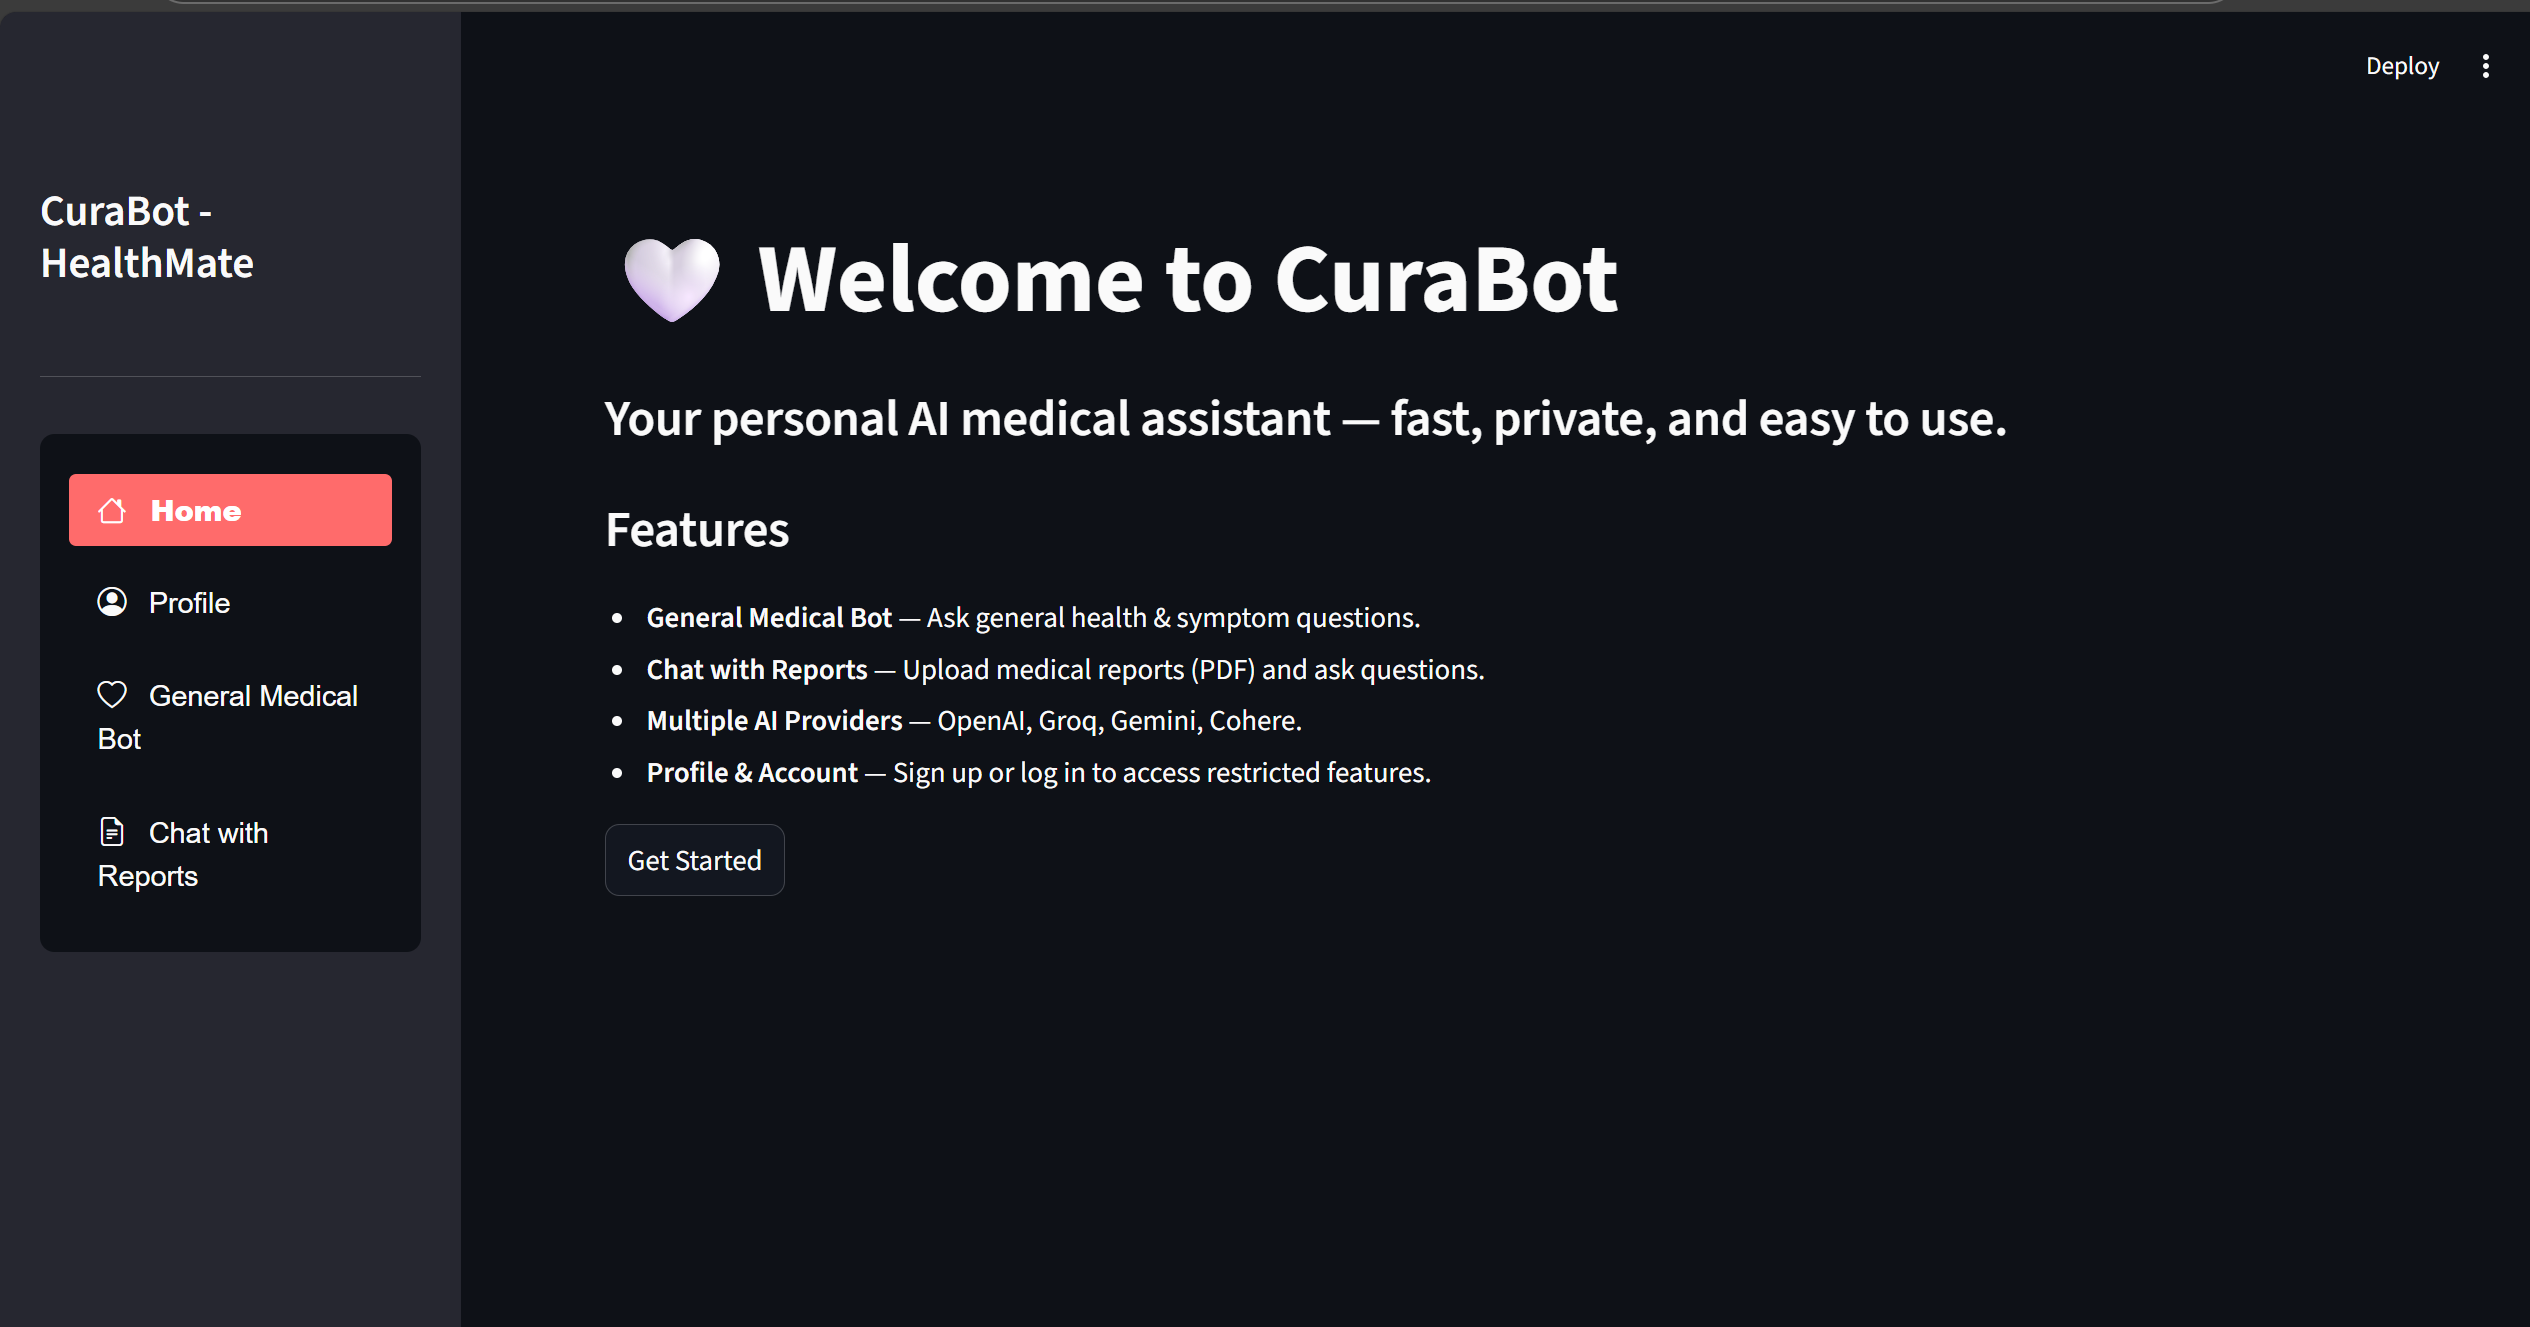 Deploy
CuraBot -
HealthMate
Home
Profile
General Medical
Bot
Chat with
Reports
Welcome to CuraBot
Your personal AI medical assistant — fast, private, and easy to use.
Features
• General Medical Bot — Ask general health & symptom questions.
• Chat with Reports — Upload medical reports (PDF) and ask questions.
• Multiple AI Providers — OpenAI, Groq, Gemini, Cohere.
• Profile & Account — Sign up or log in to access restricted features.
Get Started